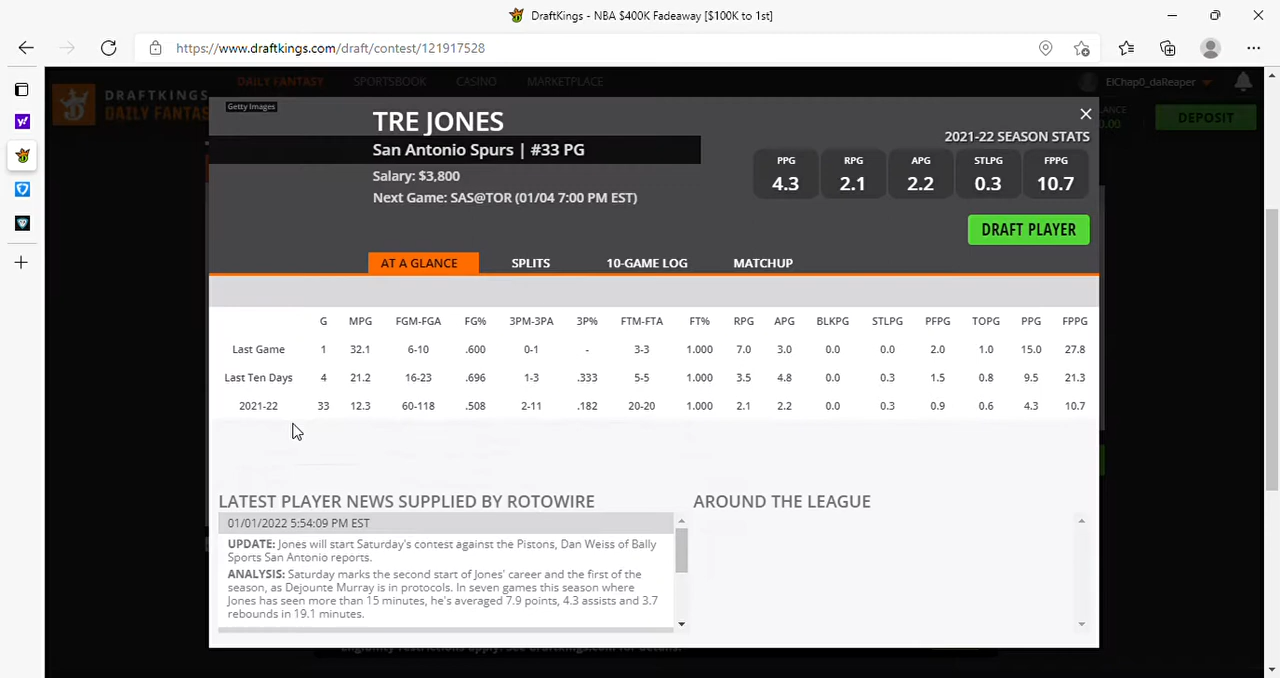 DraftKings - NBA $400K Fadeaway [$100K to 1st]
https://www.draftkings.com/draft/contest/121917528
DAILY FANTASY SPORTSBOOK CASINO MARKETPLACE ElChap0_daReaper
DRAFTKINGS
DAILY FANTAS
DEPOSIT
Getty Images
TRE JONES
San Antonio Spurs | #33 PG
Salary: $3,800
Next Game: SAS@TOR (01/04 7:00 PM EST)
2021-22 SEASON STATS
PPG RPG APG STLPG FPPG
4.3 2.1 2.2 0.3 10.7
DRAFT PLAYER
AT A GLANCE SPLITS 10-GAME LOG MATCHUP
G MPG FGM-FGA FG% 3PM-3PA 3P% FTM-FTA FT% RPG APG BLKPG STLPG PFPG TOPG PPG FPPG
Last Game 1 32.1 6-10 .600 0-1 - 3-3 1.000 7.0 3.0 0.0 0.0 2.0 1.0 15.0 27.8
Last Ten Days 4 21.2 16-23 .696 1-3 .333 5-5 1.000 3.5 4.8 0.0 0.3 1.5 0.8 9.5 21.3
2021-22 33 12.3 60-118 .508 2-11 .182 20-20 1.000 2.1 2.2 0.0 0.3 0.9 0.6 4.3 10.7
LATEST PLAYER NEWS SUPPLIED BY ROTOWIRE
01/01/2022 5:54:09 PM EST
UPDATE: Jones will start Saturday's contest against the Pistons, Dan Weiss of Bally
Sports San Antonio reports.
ANALYSIS: Saturday marks the second start of Jones' career and the first of the
season, as Dejounte Murray is in protocols. In seven games this season where
Jones has seen more than 15 minutes, he's averaged 7.9 points, 4.3 assists and 3.7
rebounds in 19.1 minutes.
AROUND THE LEAGUE